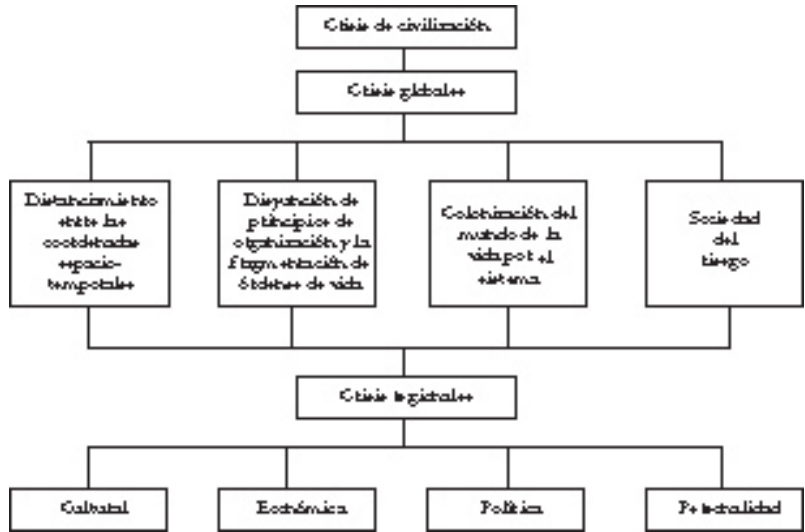 Crisis de civilización
Crisis globales
Distanciamiento
entre las
coordenadas
espacio-
temporales
Disyunción de
principios de
organización y la
fragmentación de
órdenes de vida
Colonización del
mundo de la
vida por el
sistema
Sociedad
del
riesgo
Crisis regionales
Cultural
Económica
Política
Personalidad